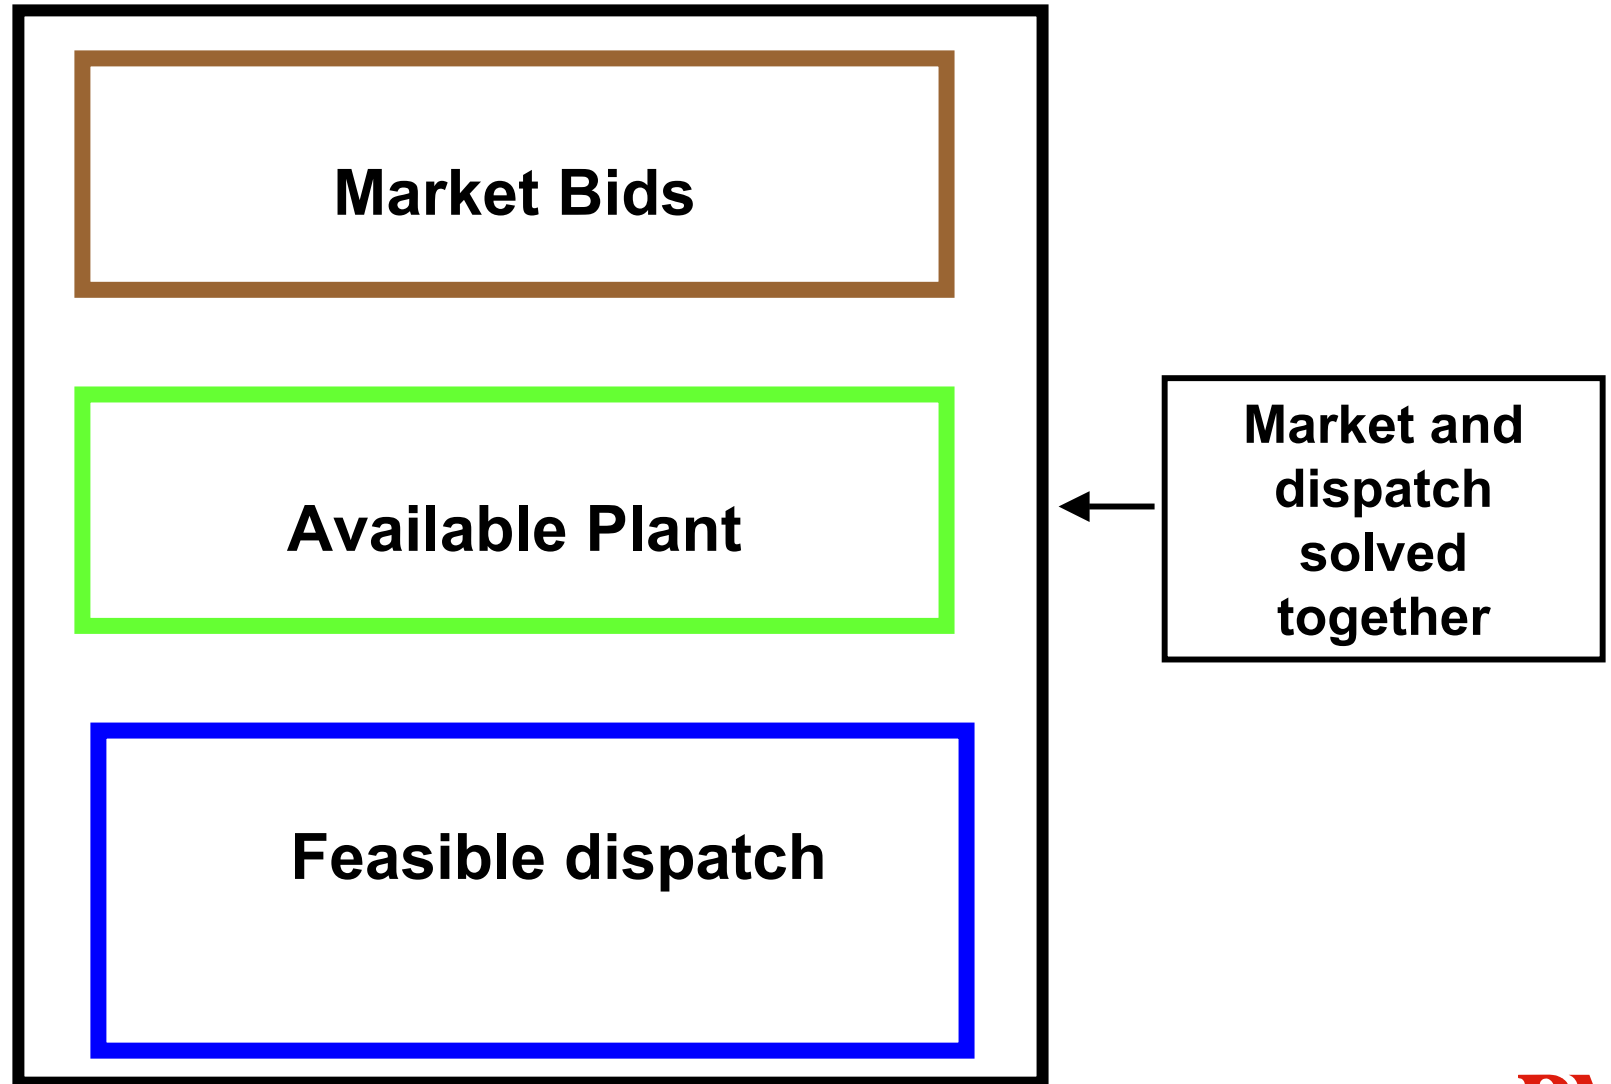 Market Bids
Available Plant
Market and
dispatch
solved
together
Feasible dispatch